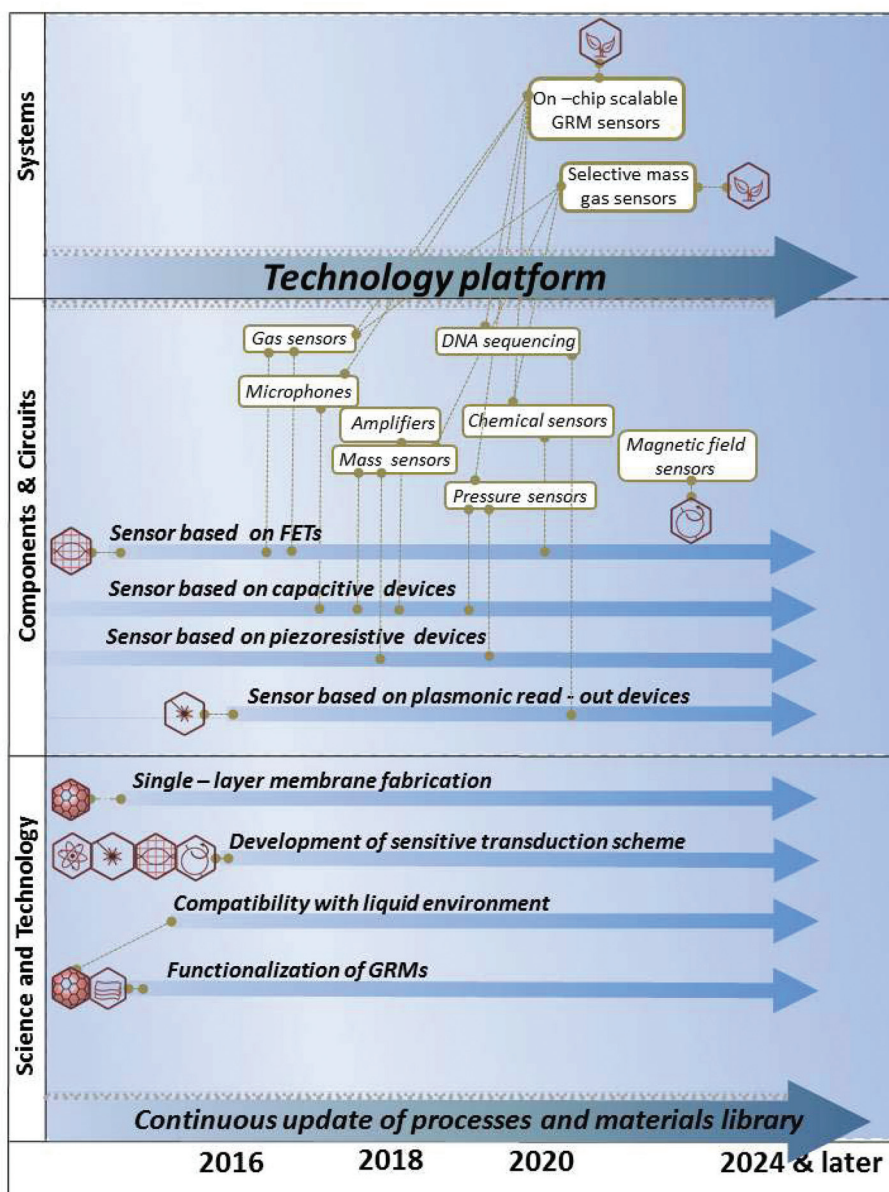 Systems
On –chip scalable
GRM sensors
Selective mass
gas sensors
Technology platform
Components & Circuits
Gas sensors
DNA sequencing
Microphones
Amplifiers
Chemical sensors
Mass sensors
Magnetic field
sensors
Pressure sensors
Sensor based on FETs
Sensor based on capacitive devices
Sensor based on piezoresistive devices
Sensor based on plasmonic read - out devices
Science and Technology
Single – layer membrane fabrication
Development of sensitive transduction scheme
Compatibility with liquid environment
Functionalization of GRMs
Continuous update of processes and materials library
2016 2018 2020 2024 & later